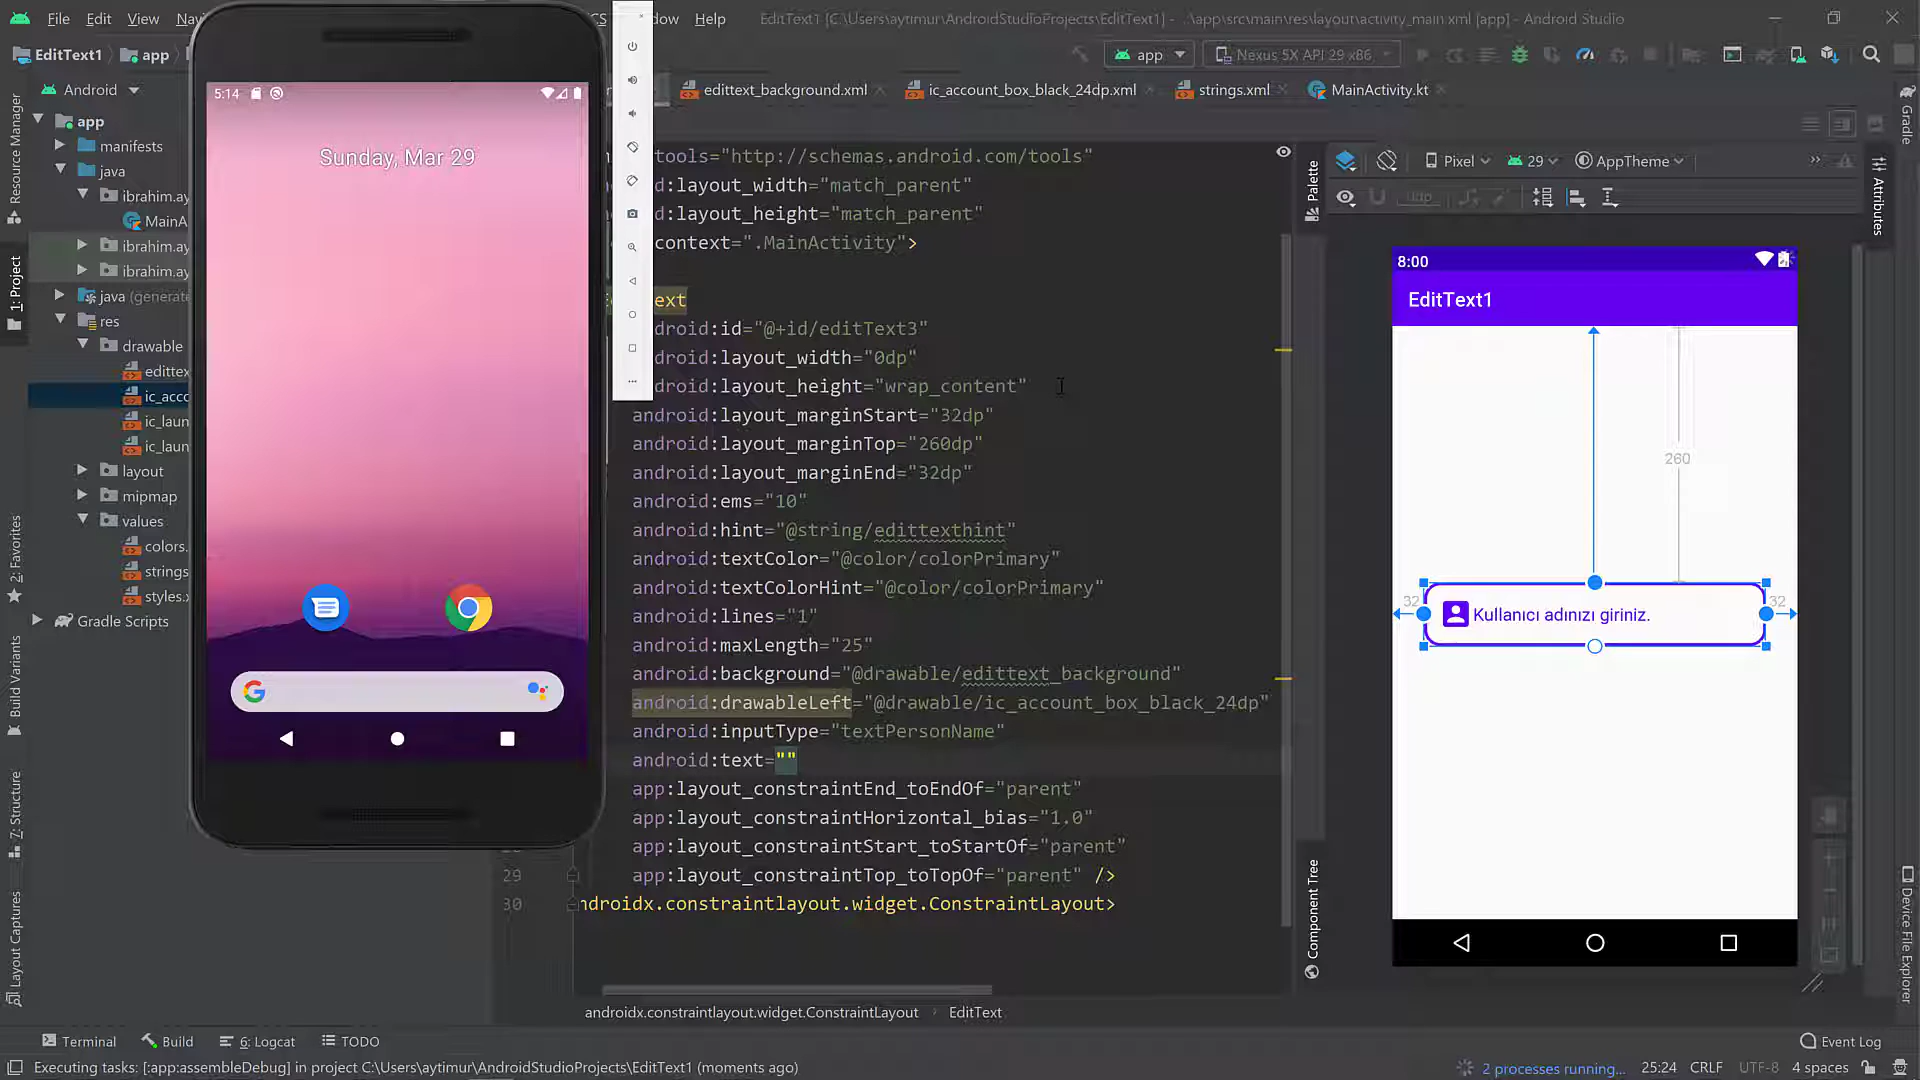 File Edit View
Help
EditText1 [C:\Users\aytimur\AndroidStudioProjects\EditText1] - ...\app\src\main\res\layout\activity_main.xml [app] - Android Studio
EditText1 app
app
Nexus 5X API 29 x86
Android
edittext_background.xml
ic_account_box_black_24dp.xml
strings.xml
MainActivity.kt
app
manifests
java
ibrahim.ay
MainA
ibrahim.ay
ibrahim.ay
java (generate
res
drawable
edittex
ic_acco
ic_laun
ic_laun
layout
mipmap
values
colors.
strings
styles.x
Gradle Scripts
Resource Manager
1: Project
2: Favorites
Build Variants
7: Structure
Layout Captures
5:14
Sunday, Mar 29
tools="http://schemas.android.com/tools"
d:layout_width="match_parent"
d:layout_height="match_parent"
context=".MainActivity">
ext
droid:id="@+id/editText3"
droid:layout_width="0dp"
droid:layout_height="wrap_content"
android:layout_marginStart="32dp"
android:layout_marginTop="260dp"
android:layout_marginEnd="32dp"
android:ems="10"
android:hint="@string/edittexthint"
android:textColor="@color/colorPrimary"
android:textColorHint="@color/colorPrimary"
android:lines="1"
android:maxLength="25"
android:background="@drawable/edittext_background"
android:drawableLeft="@drawable/ic_account_box_black_24dp"
android:inputType="textPersonName"
android:text=""
app:layout_constraintEnd_toEndOf="parent"
app:layout_constraintHorizontal_bias="1.0"
app:layout_constraintStart_toStartOf="parent"
29 app:layout_constraintTop_toTopOf="parent" />
30 ndroidx.constraintlayout.widget.ConstraintLayout>
androidx.constraintlayout.widget.ConstraintLayout › EditText
Palette
Component Tree
Pixel
29
AppTheme
0dp
8:00
EditText1
260
32
Kullanıcı adınızı giriniz.
32
Gradle
Attributes
Device File Explorer
Terminal
Build
6: Logcat
TODO
Event Log
Executing tasks: [:app:assembleDebug] in project C:\Users\aytimur\AndroidStudioProjects\EditText1 (moments ago)
2 processes running...
25:24 CRLF UTF-8 4 spaces